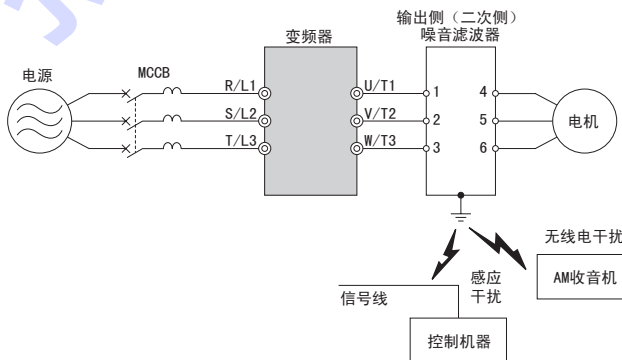 输出侧（二次侧）
噪音滤波器
变频器
电源
MCCB
R/L1
U/T1
1
4
S/L2
V/T2
2
5
电机
T/L3
W/T3
3
6
无线电干扰
AM收音机
感应
干扰
信号线
控制机器